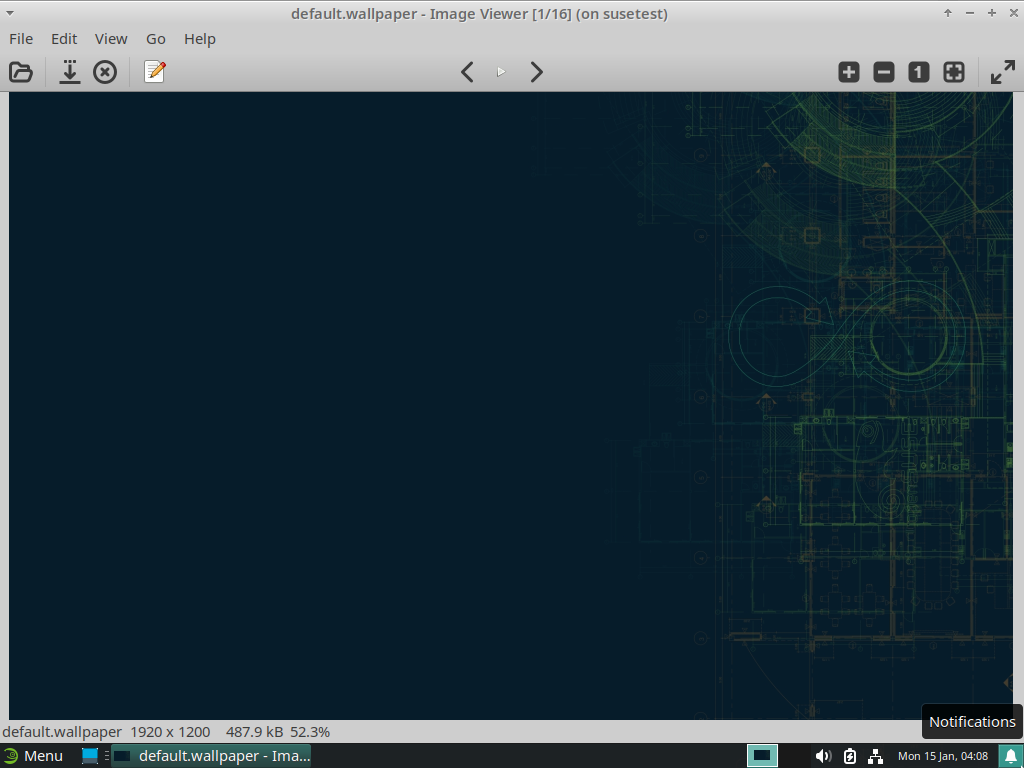 default.wallpaper - Image Viewer [1/16] (on susetest)
File Edit View Go Help
1
Notifications
default.wallpaper 1920 x 1200 487.9 kB 52.3%
Menu default.wallpaper - Ima... Mon 15 Jan, 04:08